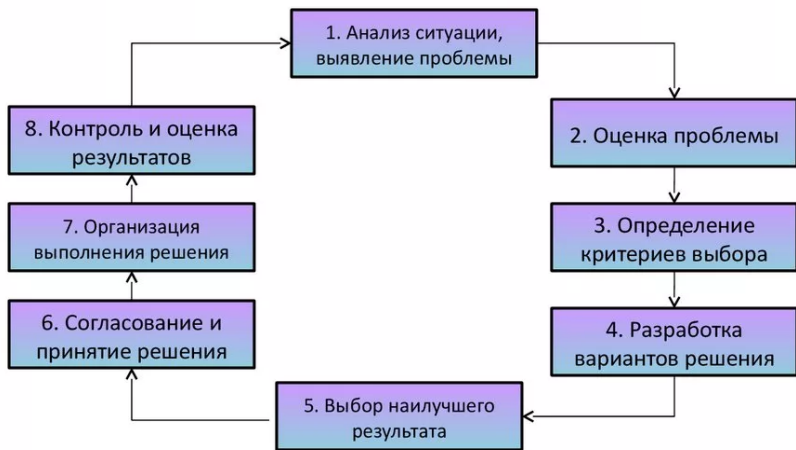 1. Анализ ситуации,
выявление проблемы
2. Оценка проблемы
3. Определение
критериев выбора
4. Разработка
вариантов решения
5. Выбор наилучшего
результата
6. Согласование и
принятие решения
7. Организация
выполнения решения
8. Контроль и оценка
результатов